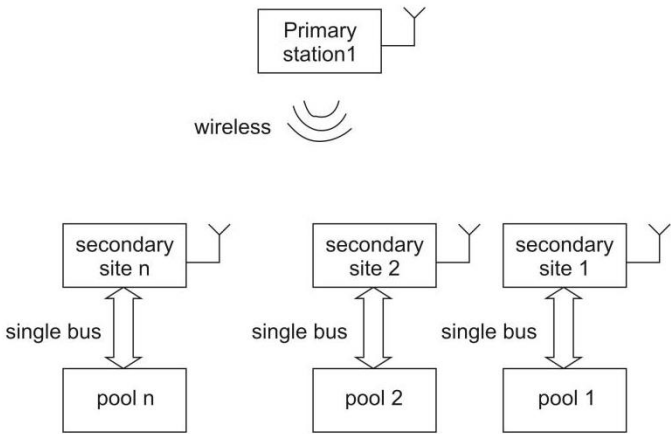 Primary
station1
wireless
secondary
site n
secondary
site 2
secondary
site 1
single bus
single bus
single bus
pool n
pool 2
pool 1